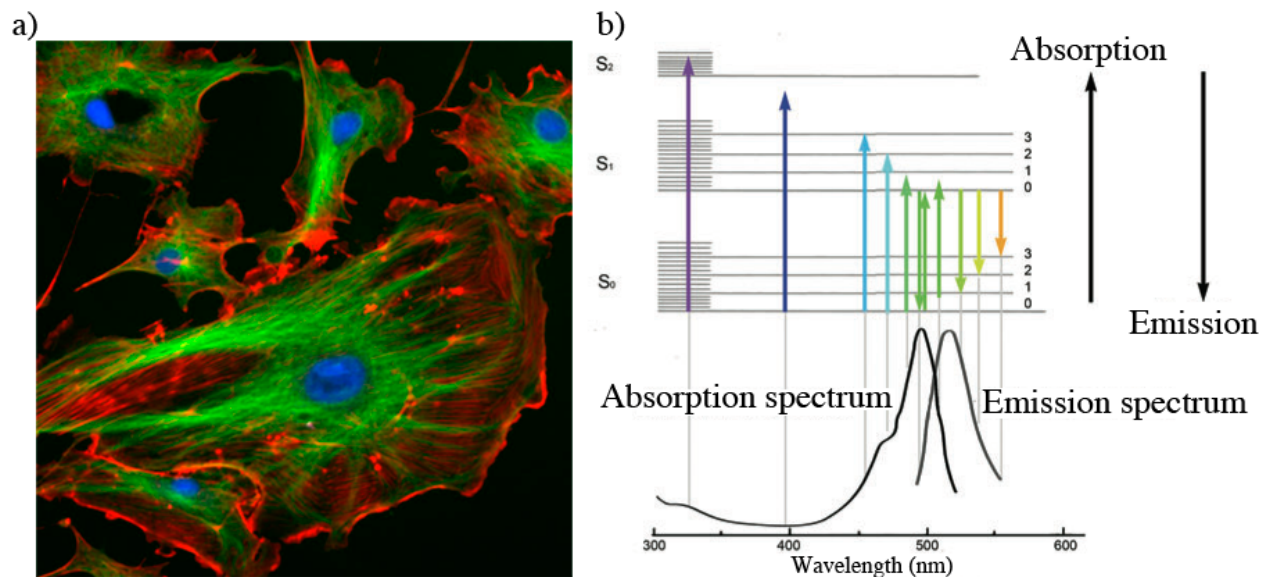 a)
b)
Absorption
S₂
S₁
3
2
1
0
S₀
3
2
1
0
Emission
Absorption spectrum
Emission spectrum
300
400
500
600
Wavelength (nm)